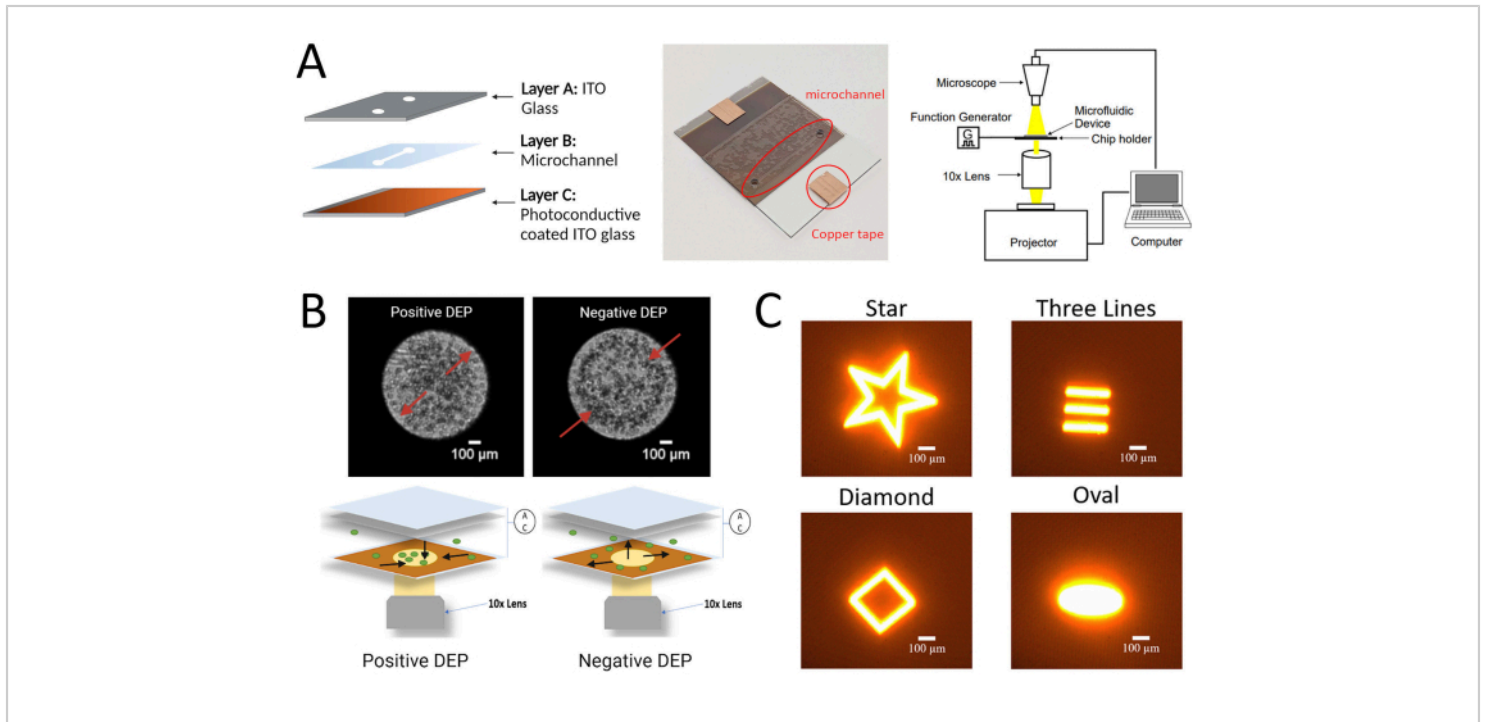 A
Layer A: ITO
Glass
Layer B:
Microchannel
Layer C:
Photoconductive
coated ITO glass
microchannel
Copper tape
Microscope
Function Generator
G
Microfluidic
Device
Chip holder
10x Lens
Projector
Computer
B
Positive DEP
100 µm
Negative DEP
100 µm
A
C
10x Lens
Positive DEP
A
C
10x Lens
Negative DEP
C
Star
100 µm
Three Lines
100 µm
Diamond
100 µm
Oval
100 µm